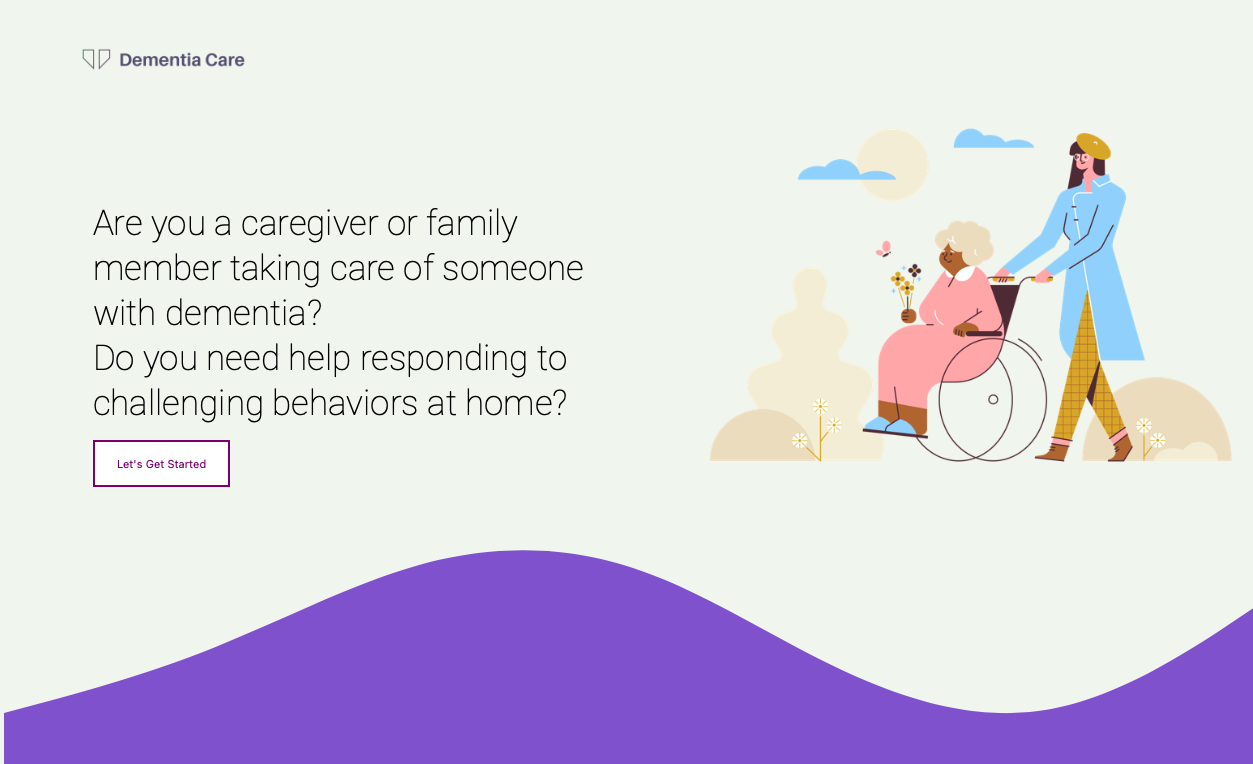 Dementia Care
Are you a caregiver or family
member taking care of someone
with dementia?
Do you need help responding to
challenging behaviors at home?
Let's Get Started